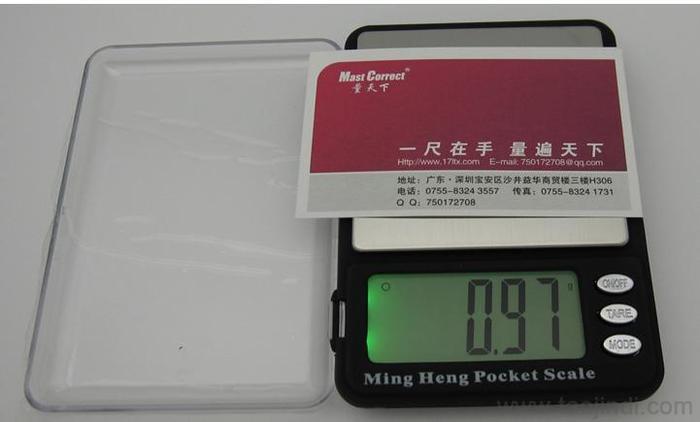 Mast Correct®
量天下
一尺在手 量遍天下
Http://www.17ltx.com E-mail: 750172708@qq.com
地址: 广东·深圳宝安区沙井益华商贸楼三楼H306
电话: 0755-8324 3557 传真: 0755-8324 1731
Q Q: 750172708
0.97 g
ON/OFF
TARE
MODE
Ming Heng Pocket Scale